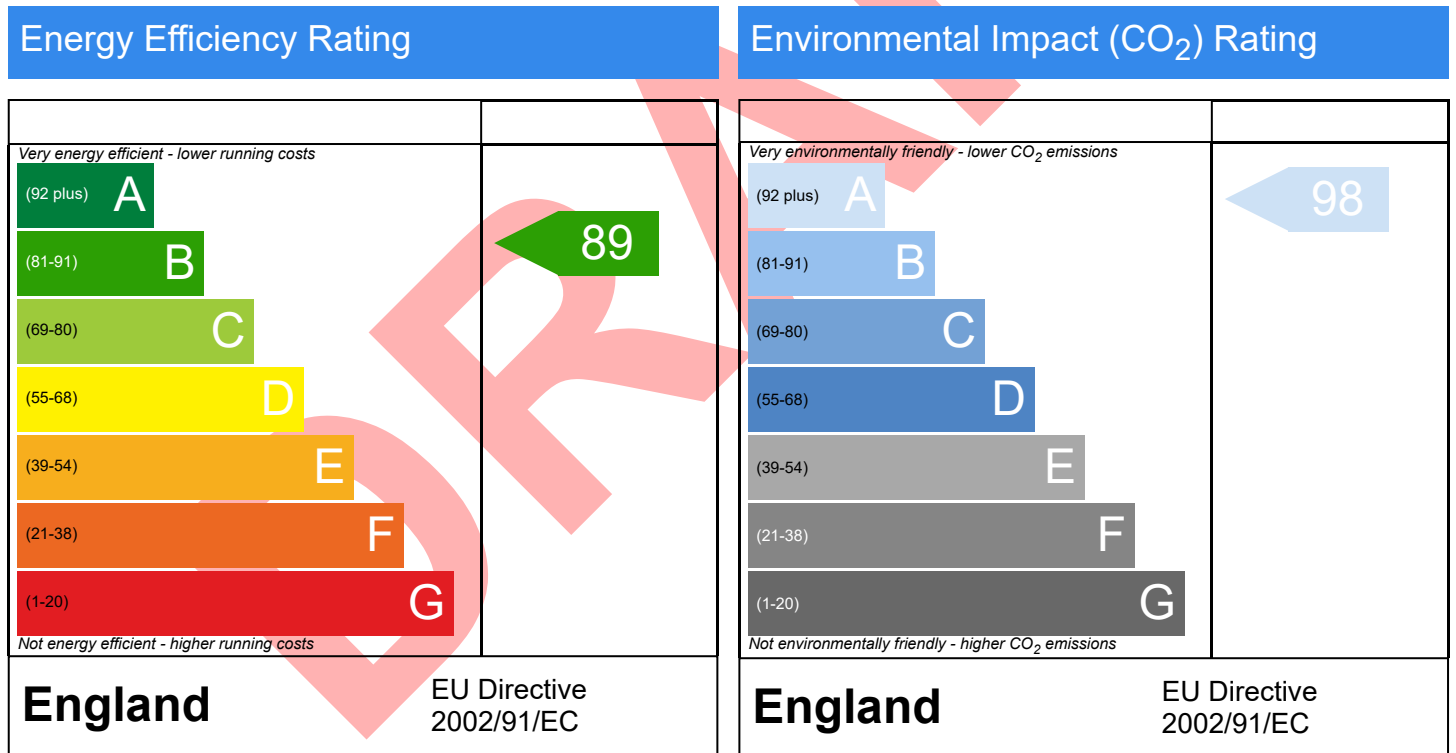 Energy Efficiency Rating
Very energy efficient - lower running costs
(92 plus) A
(81-91) B
(69-80) C
(55-68) D
(39-54) E
(21-38) F
(1-20) G
Not energy efficient - higher running costs
89
England
EU Directive
2002/91/EC
Environmental Impact (CO₂) Rating
Very environmentally friendly - lower CO₂ emissions
(92 plus) A
(81-91) B
(69-80) C
(55-68) D
(39-54) E
(21-38) F
(1-20) G
Not environmentally friendly - higher CO₂ emissions
98
England
EU Directive
2002/91/EC